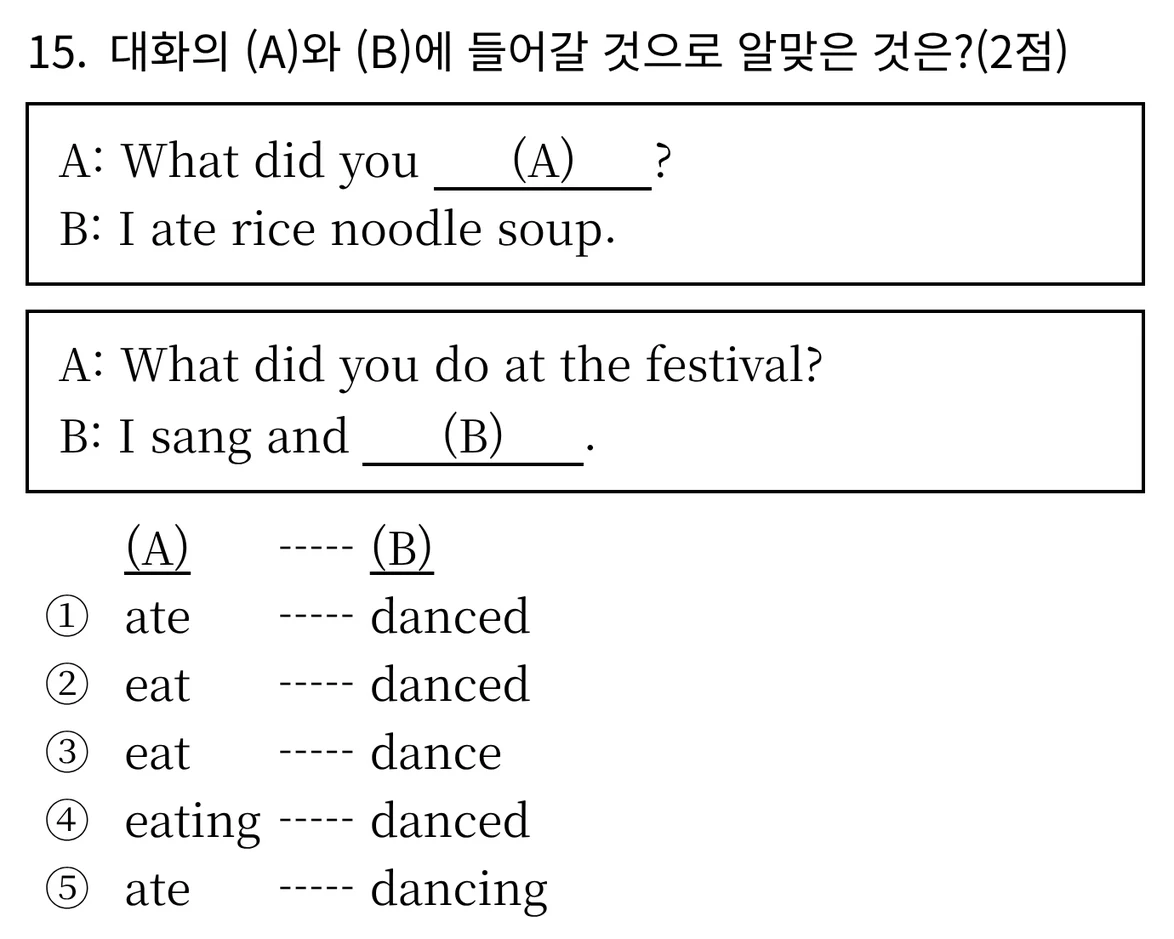 15. 대화의 (A)와 (B)에 들어갈 것으로 알맞은 것은?(2점)
A: What did you (A) ?
B: I ate rice noodle soup.
A: What did you do at the festival?
B: I sang and (B) .
(A) ----- (B)
① ate ----- danced
② eat ----- danced
③ eat ----- dance
④ eating ----- danced
⑤ ate ----- dancing